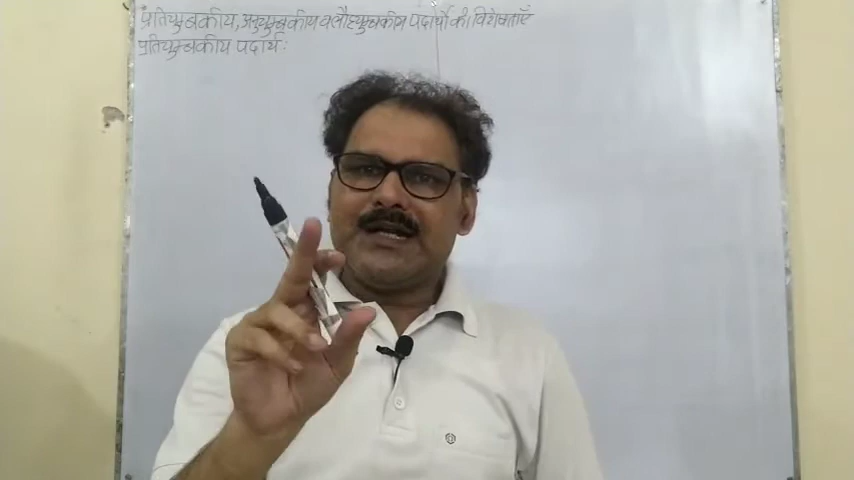 प्रतिचुम्बकीय, अनुचुम्बकीय व लौहचुम्बकीय पदार्थो की विशेषताएँ
प्रतिचुम्बकीय पदार्थ: